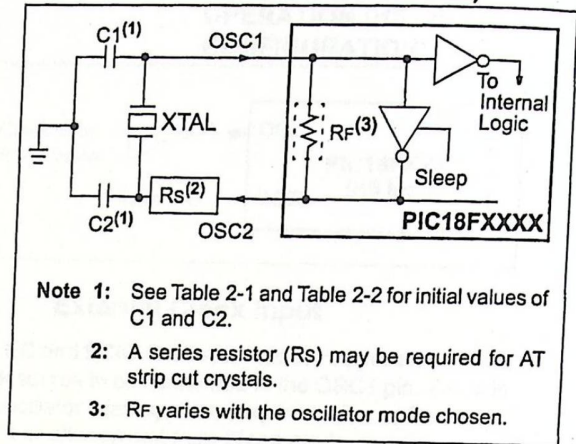 C1(1)
OSC1
To
Internal
Logic
XTAL
RF(3)
Sleep
Rs(2)
C2(1)
OSC2
PIC18FXXXX
Note 1: See Table 2-1 and Table 2-2 for initial values of
C1 and C2.
2: A series resistor (Rs) may be required for AT
strip cut crystals.
3: RF varies with the oscillator mode chosen.